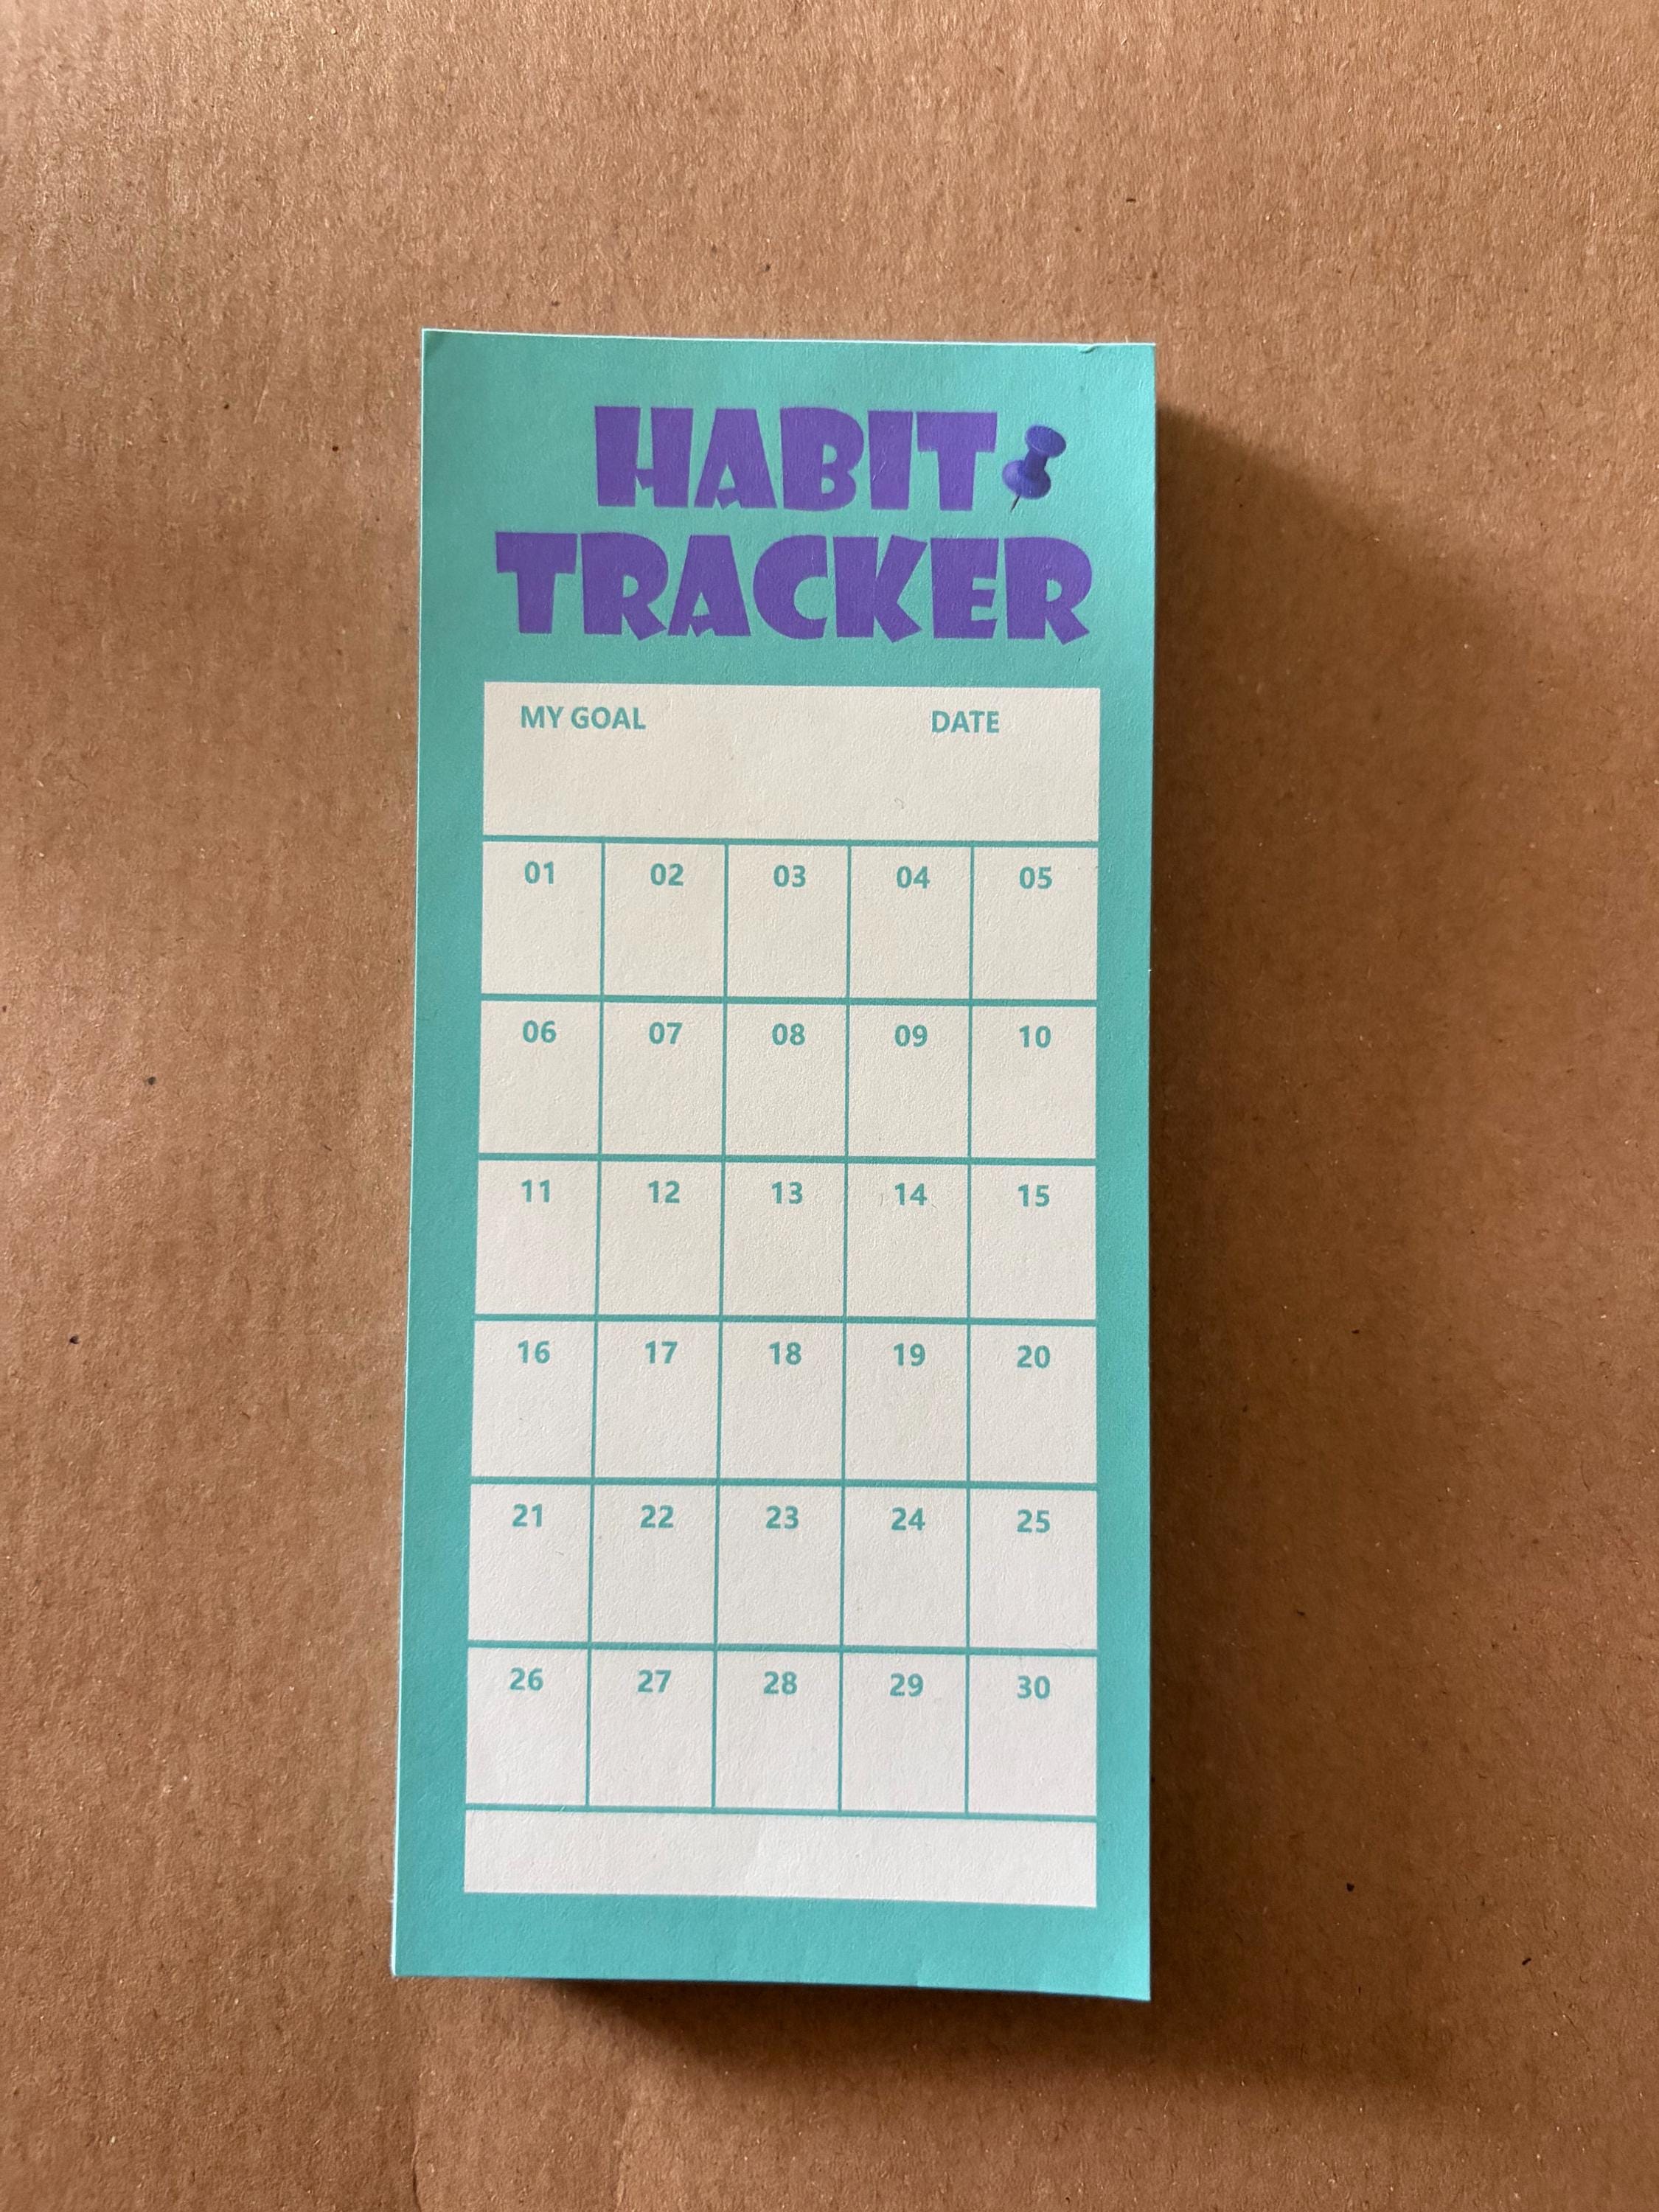 HABIT
TRACKER
MY GOAL DATE
01 02 03 04 05
06 07 08 09 10
11 12 13 14 15
16 17 18 19 20
21 22 23 24 25
26 27 28 29 30